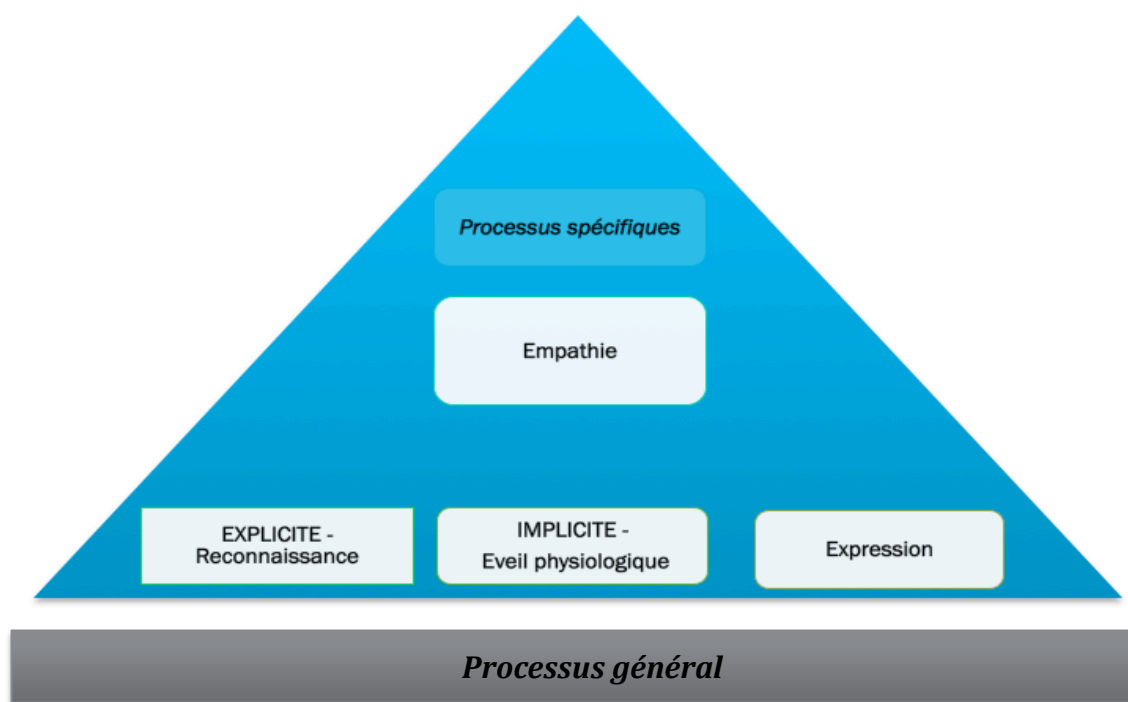 Processus spécifiques
Empathie
EXPLICITE -
Reconnaissance
IMPLICITE -
Eveil physiologique
Expression
Processus général